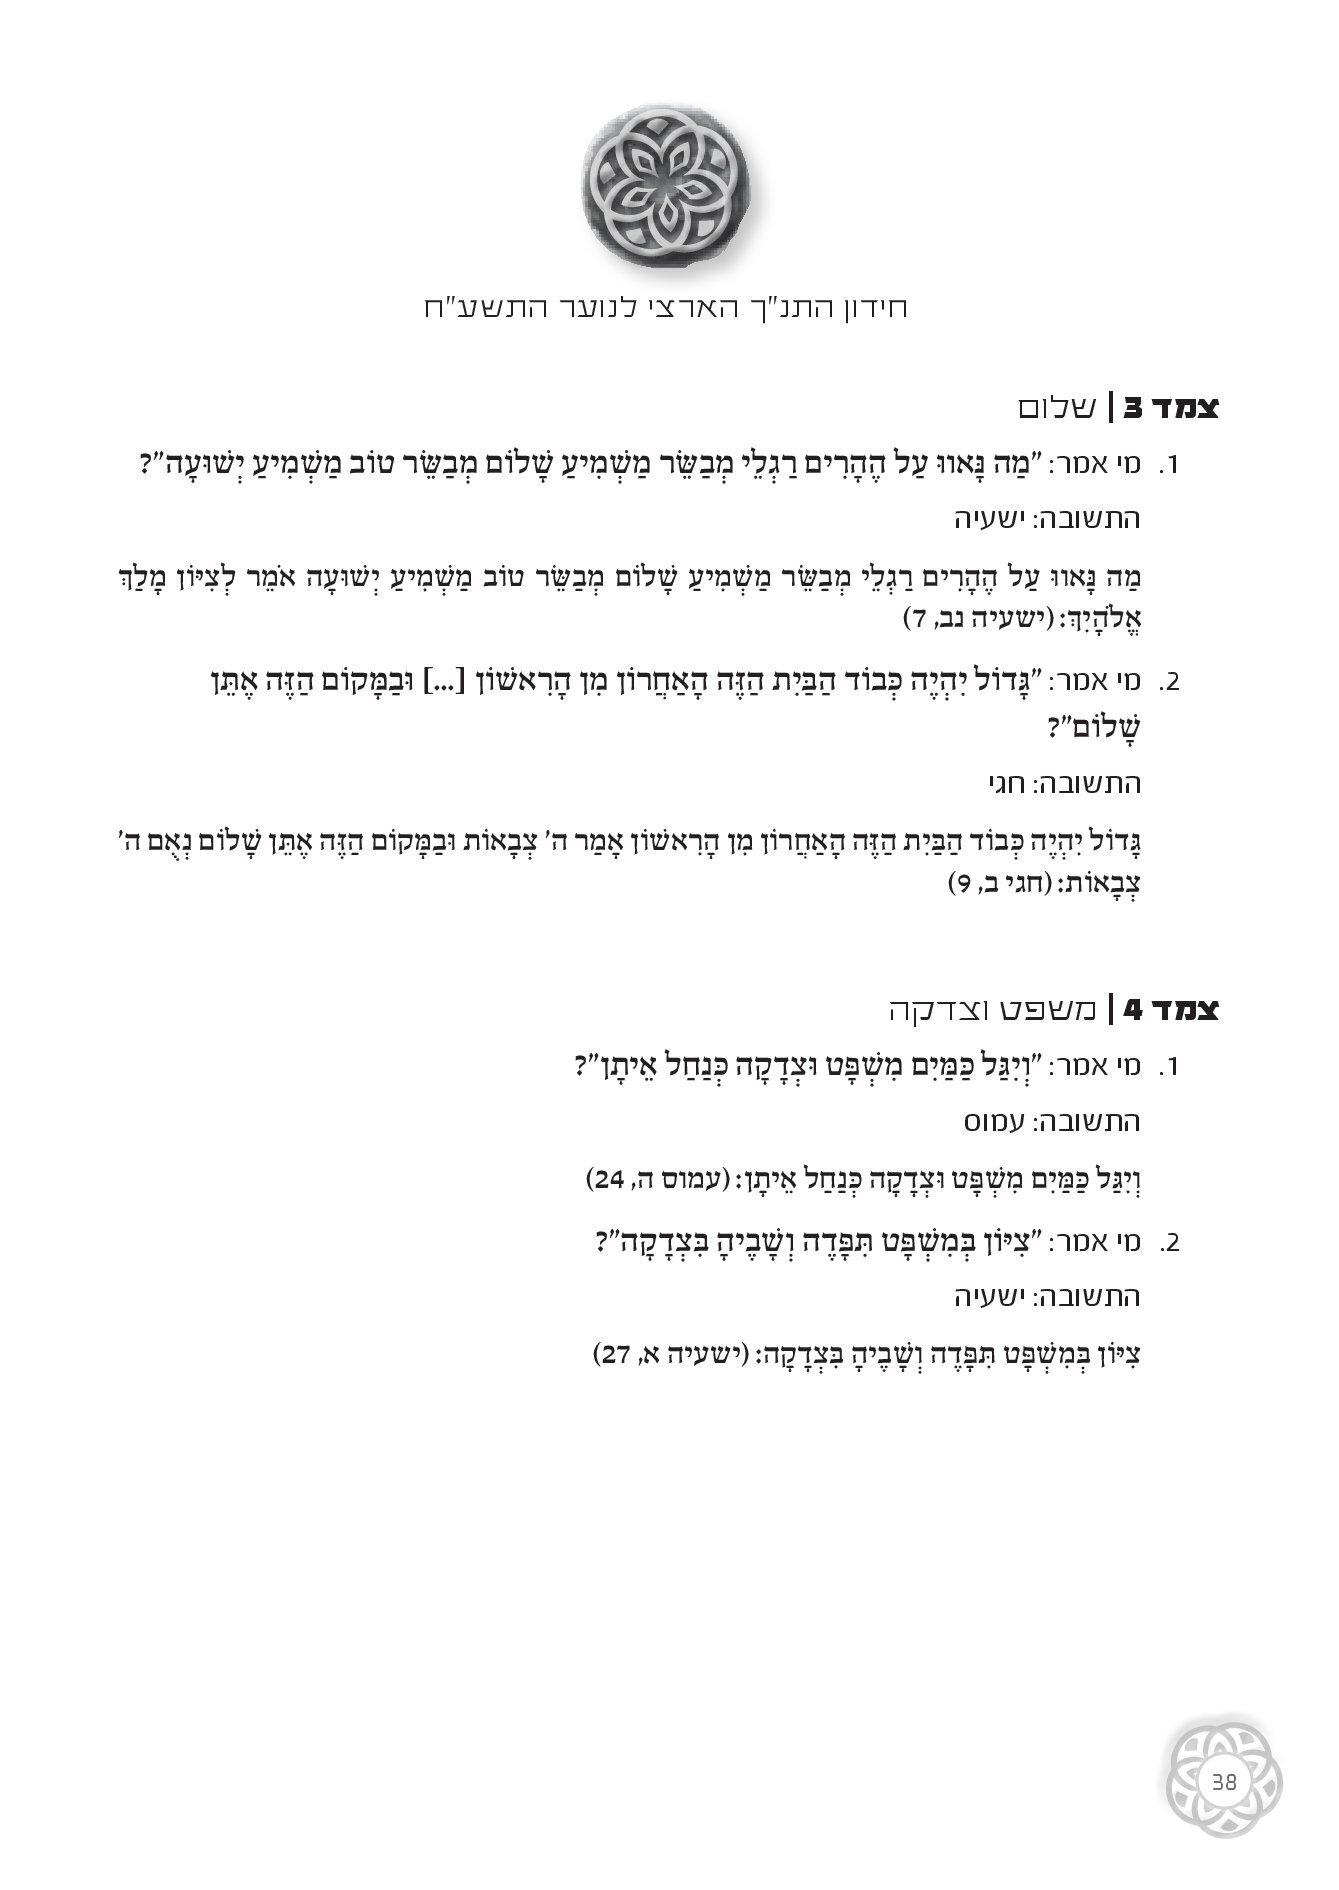 חידון התנ"ך הארצי לנוער התשע"ח
צמד 3 | שלום
1. מי אמר: "מַה נָּאווּ עַל הֶהָרִים רַגְלֵי מְבַשֵּׂר מַשְׁמִיעַ שָׁלוֹם מְבַשֵּׂר טוֹב מַשְׁמִיעַ יְשׁוּעָה"?
התשובה: ישעיה
מַה נָּאווּ עַל הֶהָרִים רַגְלֵי מְבַשֵּׂר מַשְׁמִיעַ שָׁלוֹם מְבַשֵּׂר טוֹב מַשְׁמִיעַ יְשׁוּעָה אֹמֵר לְצִיּוֹן מָלַךְ
אֱלֹהָיִךְ: (ישעיה נב, 7)
2. מי אמר: "גָּדוֹל יִהְיֶה כְּבוֹד הַבַּיִת הַזֶּה הָאַחֲרוֹן מִן הָרִאשׁוֹן [...] וּבַמָּקוֹם הַזֶּה אֶתֵּן
שָׁלוֹם"?
התשובה: חגי
גָּדוֹל יִהְיֶה כְּבוֹד הַבַּיִת הַזֶּה הָאַחֲרוֹן מִן הָרִאשׁוֹן אָמַר ה' צְבָאוֹת וּבַמָּקוֹם הַזֶּה אֶתֵּן שָׁלוֹם נְאֻם ה'
צְבָאוֹת: (חגי ב, 9)
צמד 4 | משפט וצדקה
1. מי אמר: "וְיִגַּל כַּמַּיִם מִשְׁפָּט וּצְדָקָה כְּנַחַל אֵיתָן"?
התשובה: עמוס
וְיִגַּל כַּמַּיִם מִשְׁפָּט וּצְדָקָה כְּנַחַל אֵיתָן: (עמוס ה, 24)
2. מי אמר: "צִיּוֹן בְּמִשְׁפָּט תִּפָּדֶה וְשָׁבֶיהָ בִּצְדָקָה"?
התשובה: ישעיה
צִיּוֹן בְּמִשְׁפָּט תִּפָּדֶה וְשָׁבֶיהָ בִּצְדָקָה: (ישעיה א, 27)
38